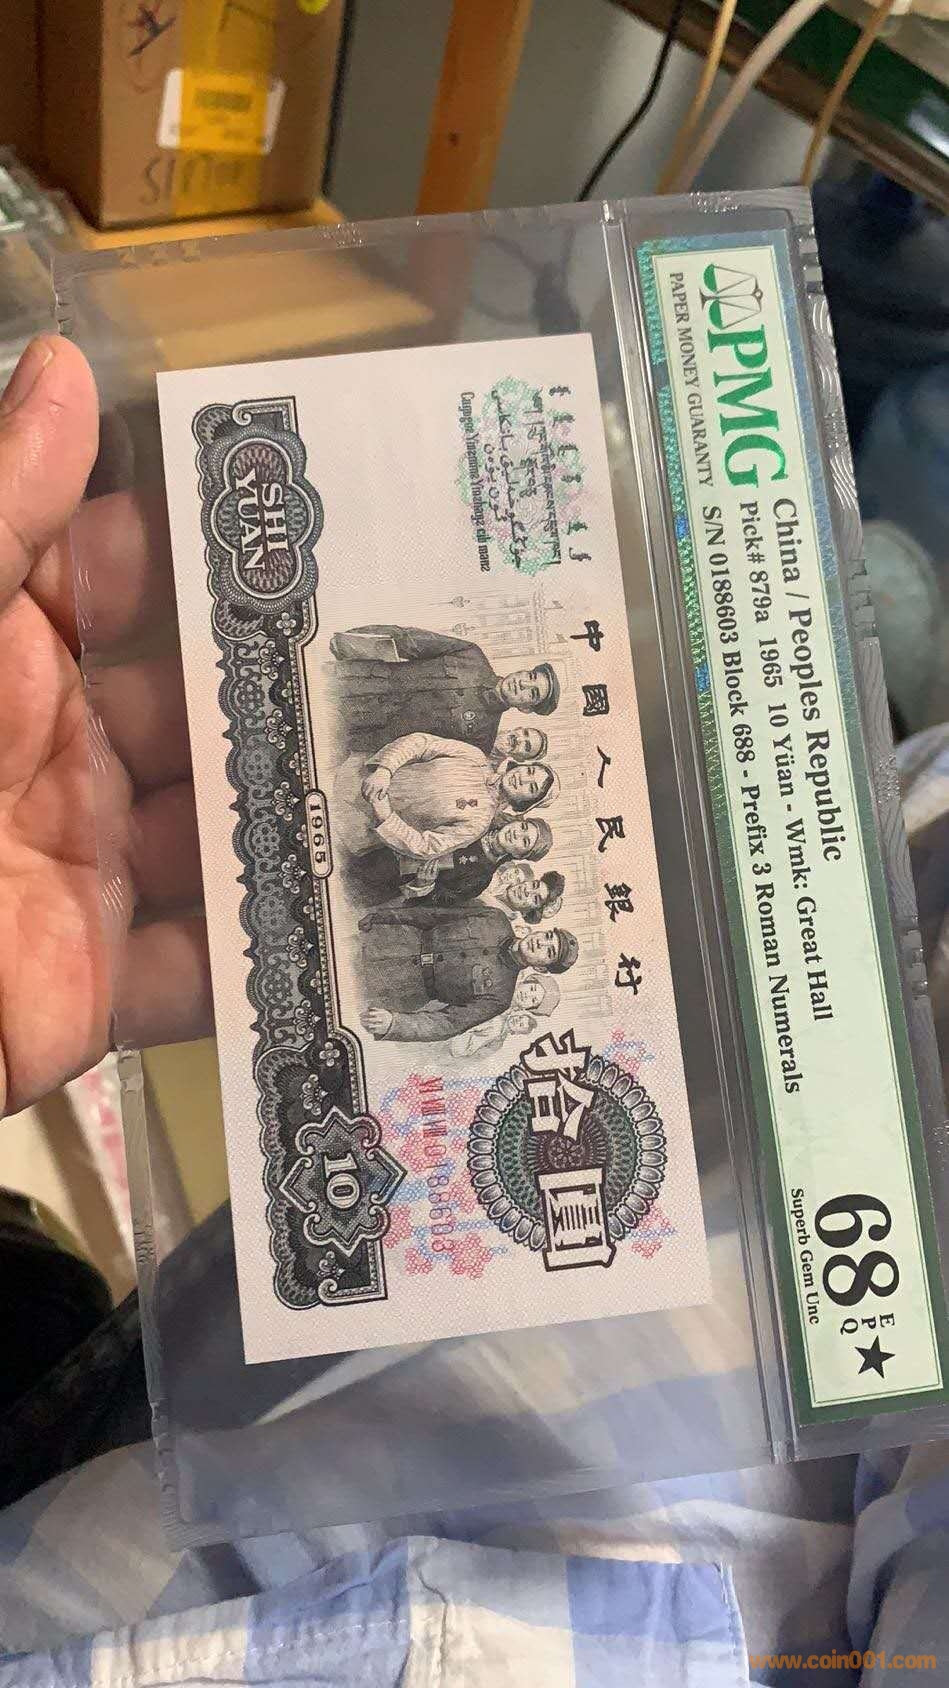 PMG
PAPER MONEY GUARANTY
China / Peoples Republic
Pick# 879a 1965 10 Yüan - Wmk: Great Hall
S/N 0188603 Block 688 - Prefix 3 Roman Numerals
68
EPQ
★
Superb Gem Unc
中國人民銀行
拾圓
0188603
SHI
YUAN
1965
10
www.coin001.com